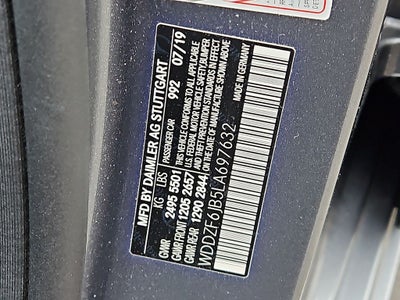 MFD BY DAIMLER AG STUTTGART
PASSENGER CAR 992 07/19
KG LBS
GVWR 2495 5501
GAWR FRONT 1205 2657
GAWR REAR 1290 2844
THIS VEHICLE CONFORMS TO ALL APPLICABLE
U.S. FEDERAL MOTOR VEHICLE SAFETY, BUMPER
AND THEFT PREVENTION STANDARDS IN EFFECT
ON THE DATE OF MANUFACTURE SHOWN ABOVE
WDDZF6JB5LA697632
MADE IN GERMANY